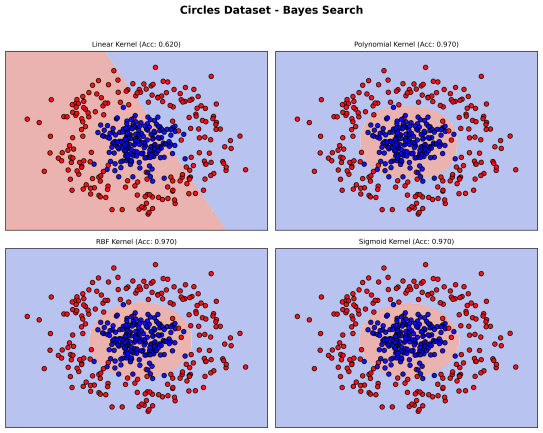 Circles Dataset - Bayes Search
Linear Kernel (Acc: 0.620)
Polynomial Kernel (Acc: 0.970)
RBF Kernel (Acc: 0.970)
Sigmoid Kernel (Acc: 0.970)